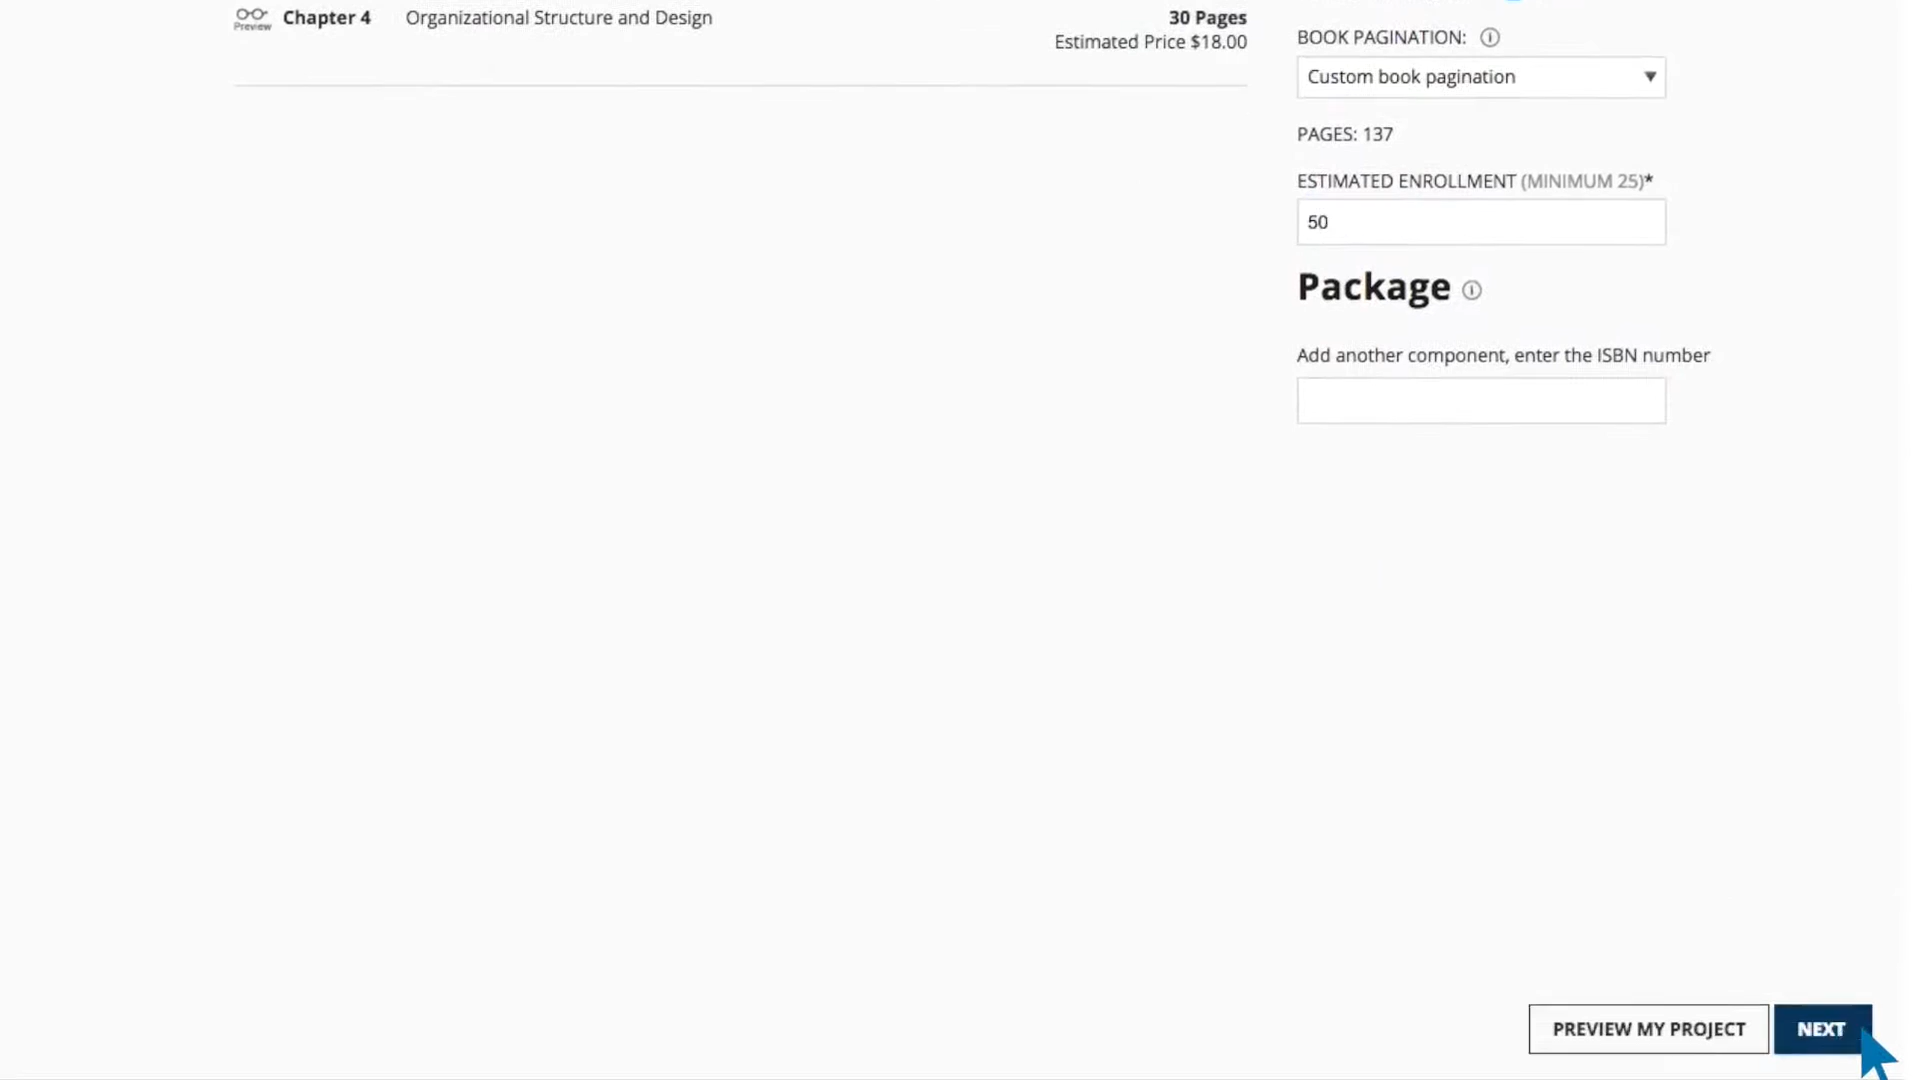 Preview
Chapter 4 Organizational Structure and Design
30 Pages
Estimated Price $18.00
BOOK PAGINATION:
Custom book pagination
PAGES: 137
ESTIMATED ENROLLMENT (MINIMUM 25)*
50
Package
Add another component, enter the ISBN number
PREVIEW MY PROJECT
NEXT